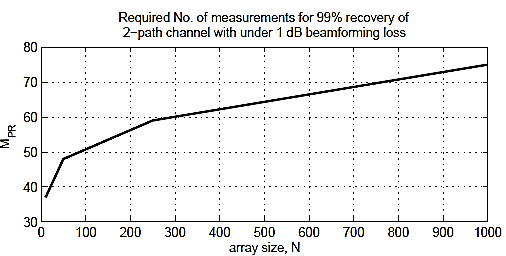 Required No. of measurements for 99% recovery of
2−path channel with under 1 dB beamforming loss
80
70
60
50
40
30
M_PR
0 100 200 300 400 500 600 700 800 900 1000
array size, N